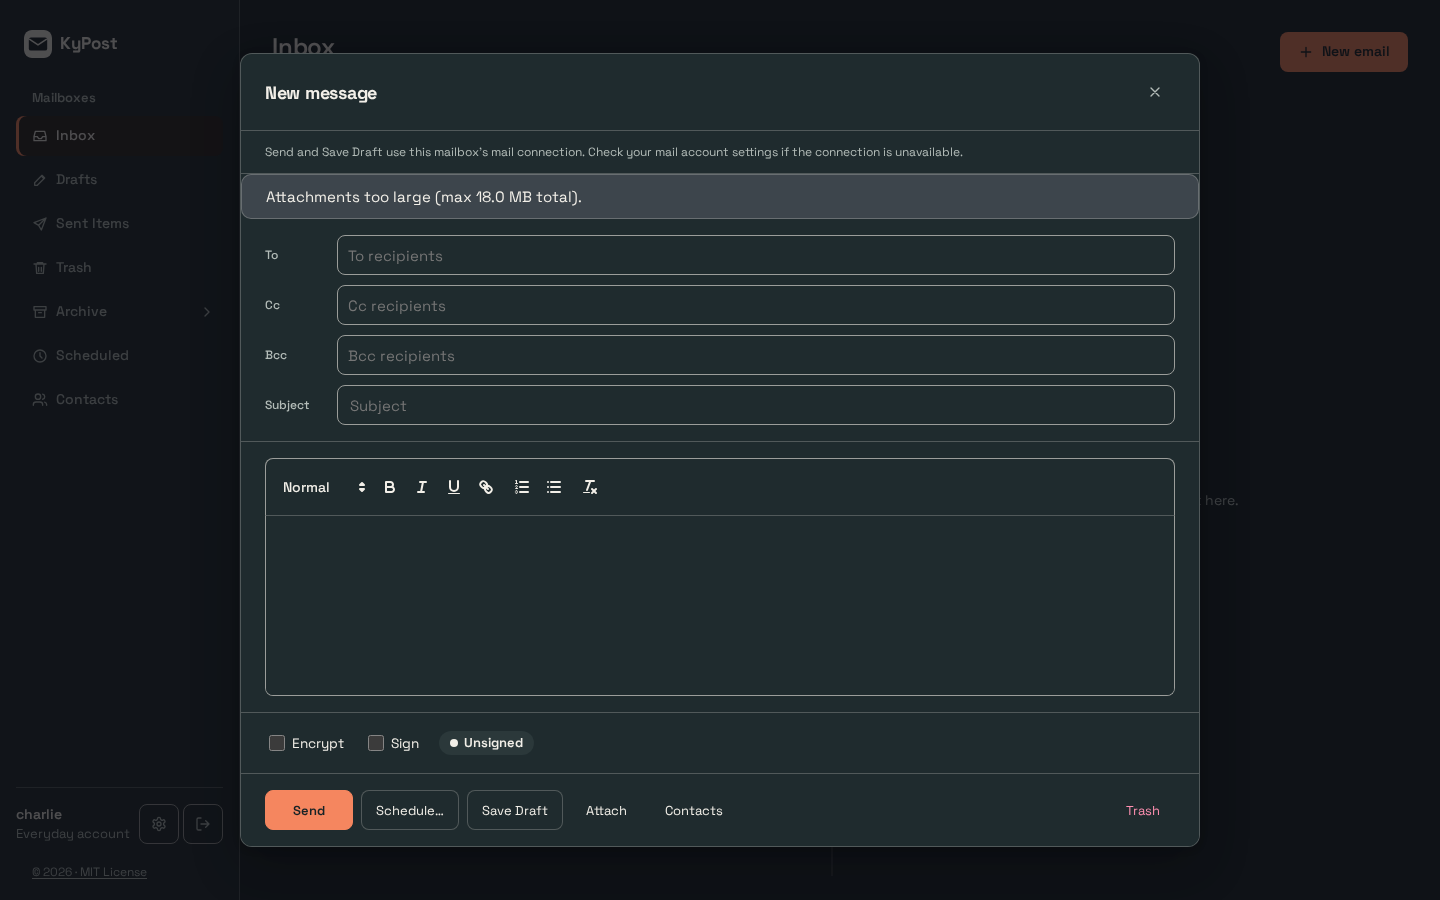 KyPost
Mailboxes
Inbox
Drafts
Sent Items
Trash
Archive
Scheduled
Contacts
charlie
Everyday account
© 2026 · MIT License
Inbox
New email
here.
New message
Send and Save Draft use this mailbox's mail connection. Check your mail account settings if the connection is unavailable.
Attachments too large (max 18.0 MB total).
To
To recipients
Cc
Cc recipients
Bcc
Bcc recipients
Subject
Subject
Normal
Encrypt
Sign
Unsigned
Send
Schedule...
Save Draft
Attach
Contacts
Trash